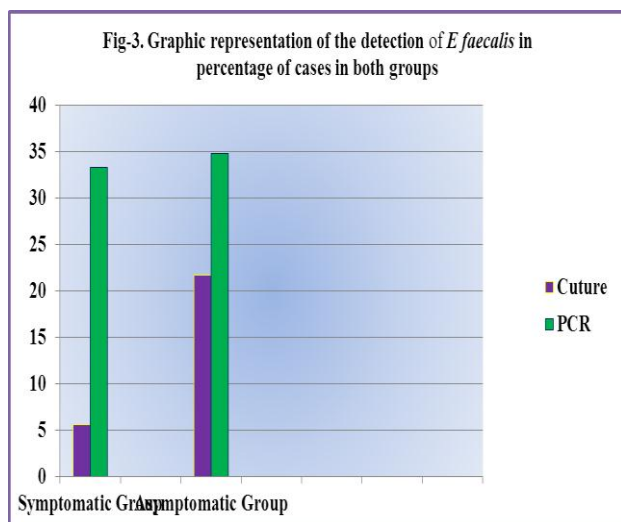 Fig-3. Graphic representation of the detection of E faecalis in
percentage of cases in both groups
40
35
30
25
20
15
10
5
0
Symptomatic Group Asymptomatic Group
Cuture
PCR